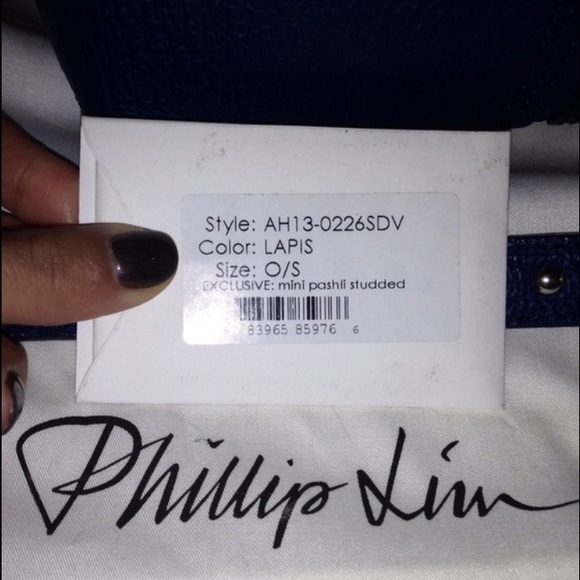 Style: AH13-0226SDV
Color: LAPIS
Size: O/S
EXCLUSIVE: mini pashli studded
83965 85976 6
Phillip Lim